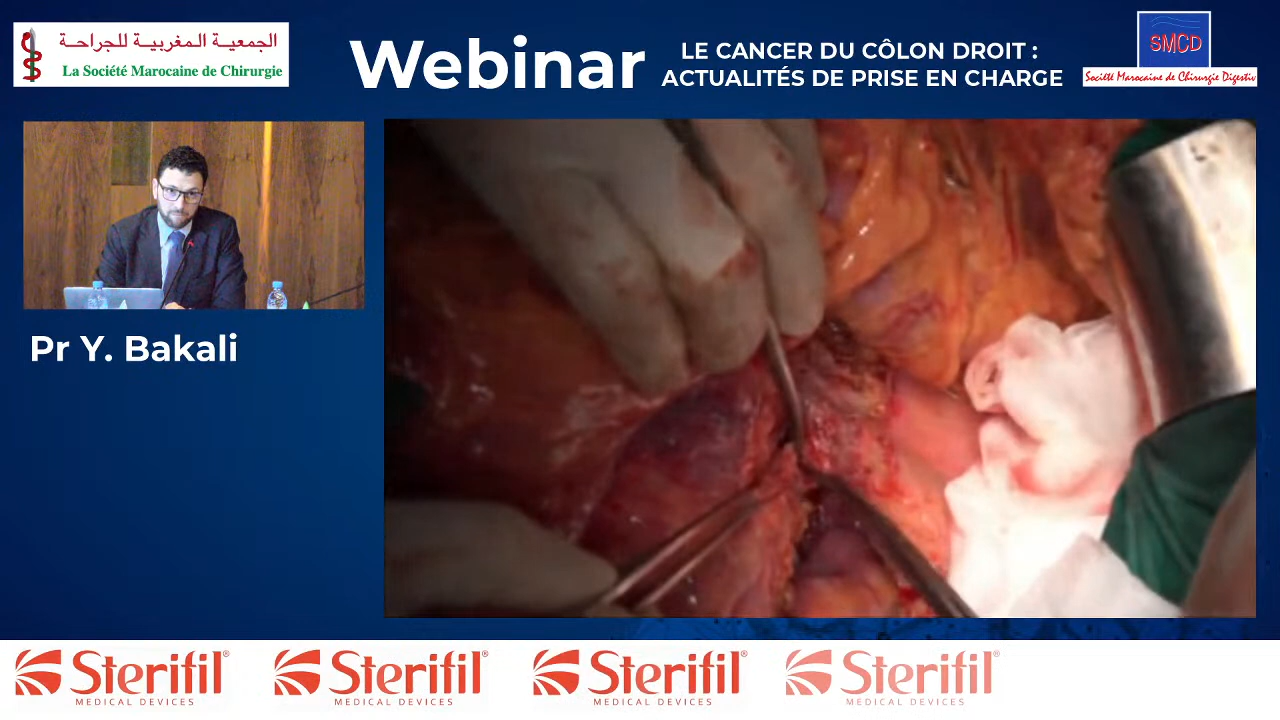 الجمعية المغربية للجراحة
La Société Marocaine de Chirurgie
Webinar
LE CANCER DU CÔLON DROIT :
ACTUALITÉS DE PRISE EN CHARGE
SMCD
Société Marocaine de Chirurgie Digestiv
Pr Y. Bakali
Sterifil®
MEDICAL DEVICES
Sterifil®
MEDICAL DEVICES
Sterifil®
MEDICAL DEVICES
Sterifil®
MEDICAL DEVICES